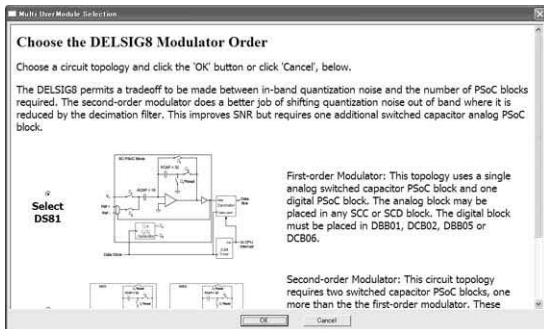 Multi UserModule Selection
Choose the DELSIG8 Modulator Order
Choose a circuit topology and click the 'OK' button or click 'Cancel', below.
The DELSIG8 permits a tradeoff to be made between in-band quantization noise and the number of PSoC blocks
required. The second-order modulator does a better job of shifting quantization noise out of band where it is
reduced by the decimation filter. This improves SNR but requires one additional switched capacitor analog PSoC
block.
Select
DS81
First-order Modulator: This topology uses a single
analog switched capacitor PSoC block and one
digital PSoC block. The analog block may be
placed in any SCC or SCD block. The digital block
must be placed in DBB01, DCB02, DBB05 or
DCB06.
Second-order Modulator: This circuit topology
requires two switched capacitor PSoC blocks, one
more than the the first-order modulator. These
OK
Cancel